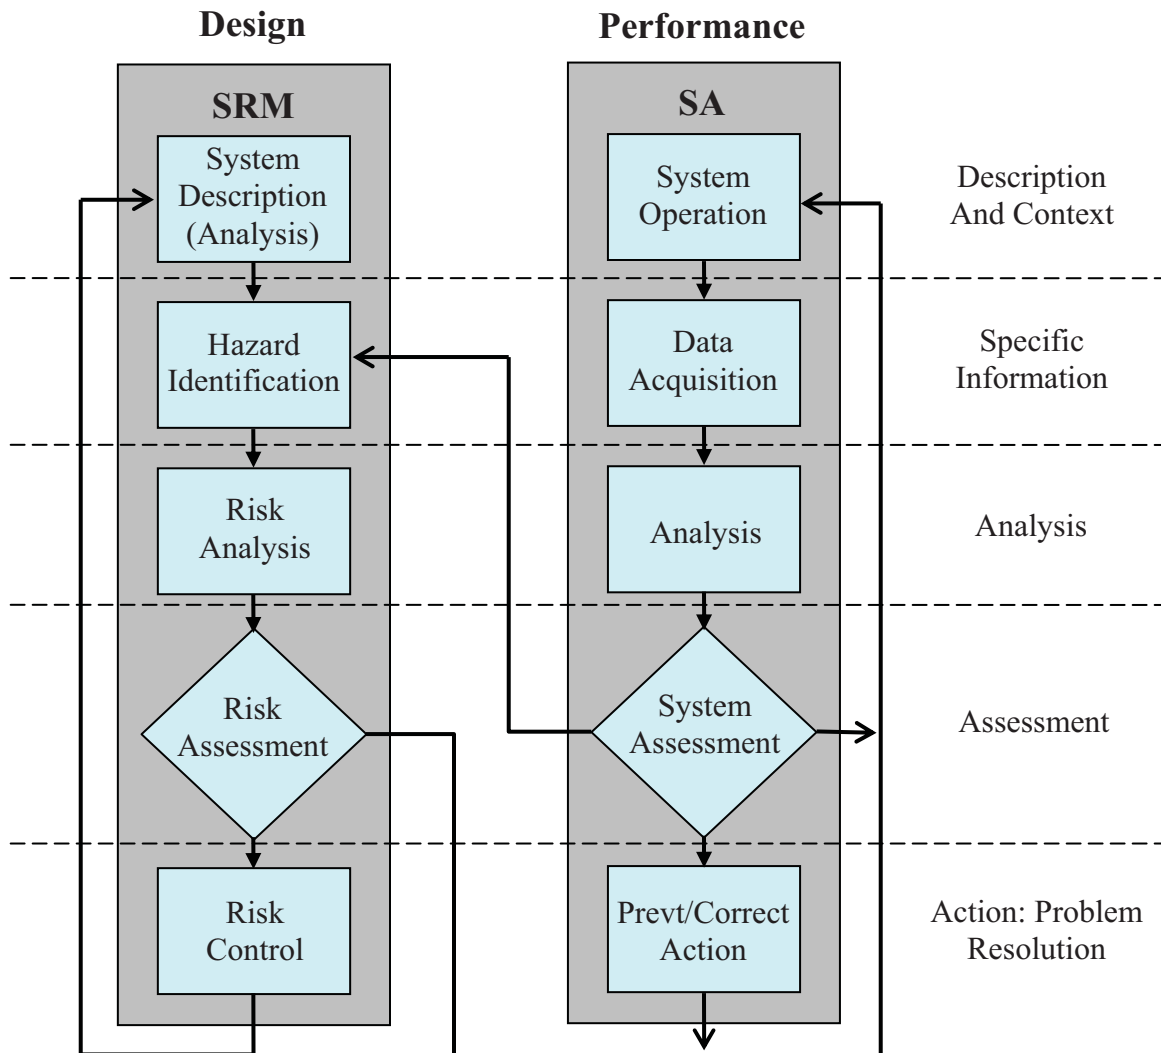 Design
Performance
SRM
SA
System
Description
(Analysis)
System
Operation
Description
And Context
Hazard
Identification
Data
Acquisition
Specific
Information
Risk
Analysis
Analysis
Analysis
Risk
Assessment
System
Assessment
Assessment
Risk
Control
Prevt/Correct
Action
Action: Problem
Resolution